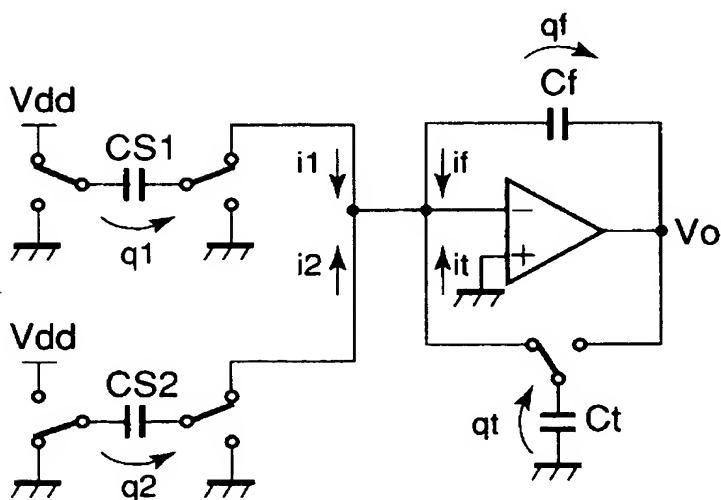 qf
Cf
Vdd
CS1
i1
if
q1
−
+
Vo
i2
it
Vdd
CS2
q2
qt
Ct